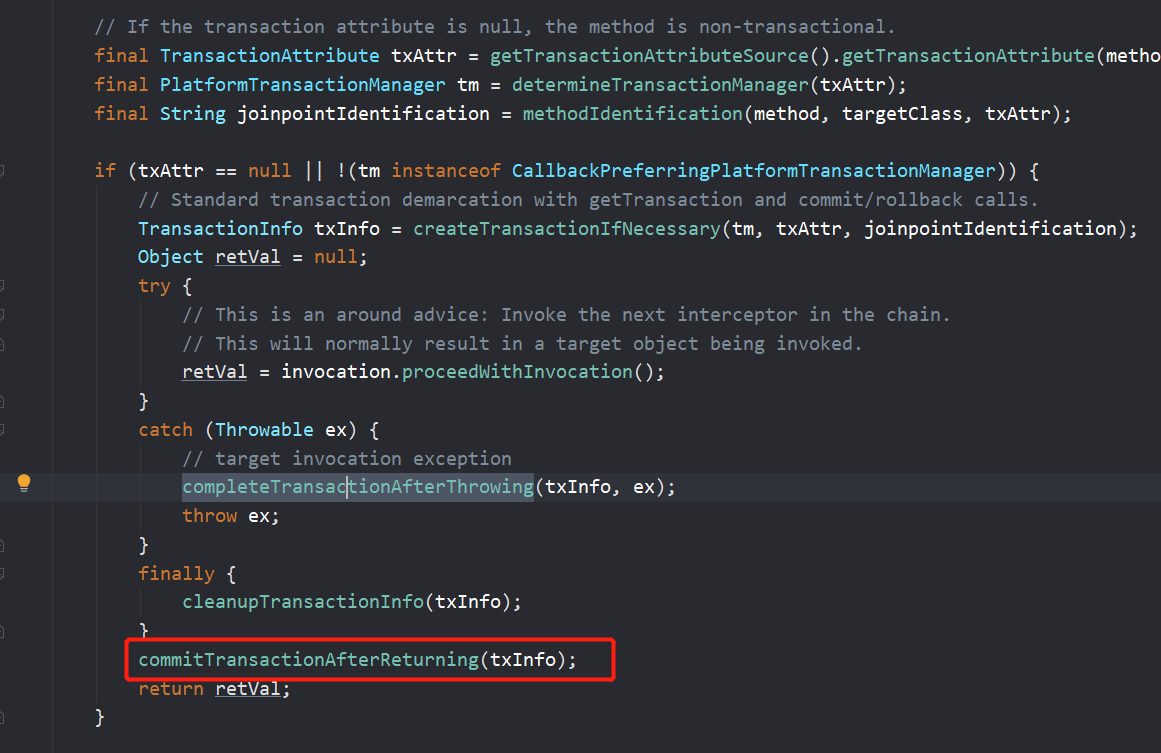 // If the transaction attribute is null, the method is non-transactional.
final TransactionAttribute txAttr = getTransactionAttributeSource().getTransactionAttribute(metho
final PlatformTransactionManager tm = determineTransactionManager(txAttr);
final String joinpointIdentification = methodIdentification(method, targetClass, txAttr);
if (txAttr == null || !(tm instanceof CallbackPreferringPlatformTransactionManager)) {
// Standard transaction demarcation with getTransaction and commit/rollback calls.
TransactionInfo txInfo = createTransactionIfNecessary(tm, txAttr, joinpointIdentification);
Object retVal = null;
try {
// This is an around advice: Invoke the next interceptor in the chain.
// This will normally result in a target object being invoked.
retVal = invocation.proceedWithInvocation();
}
catch (Throwable ex) {
// target invocation exception
completeTransactionAfterThrowing(txInfo, ex);
throw ex;
}
finally {
cleanupTransactionInfo(txInfo);
}
commitTransactionAfterReturning(txInfo);
return retVal;
}